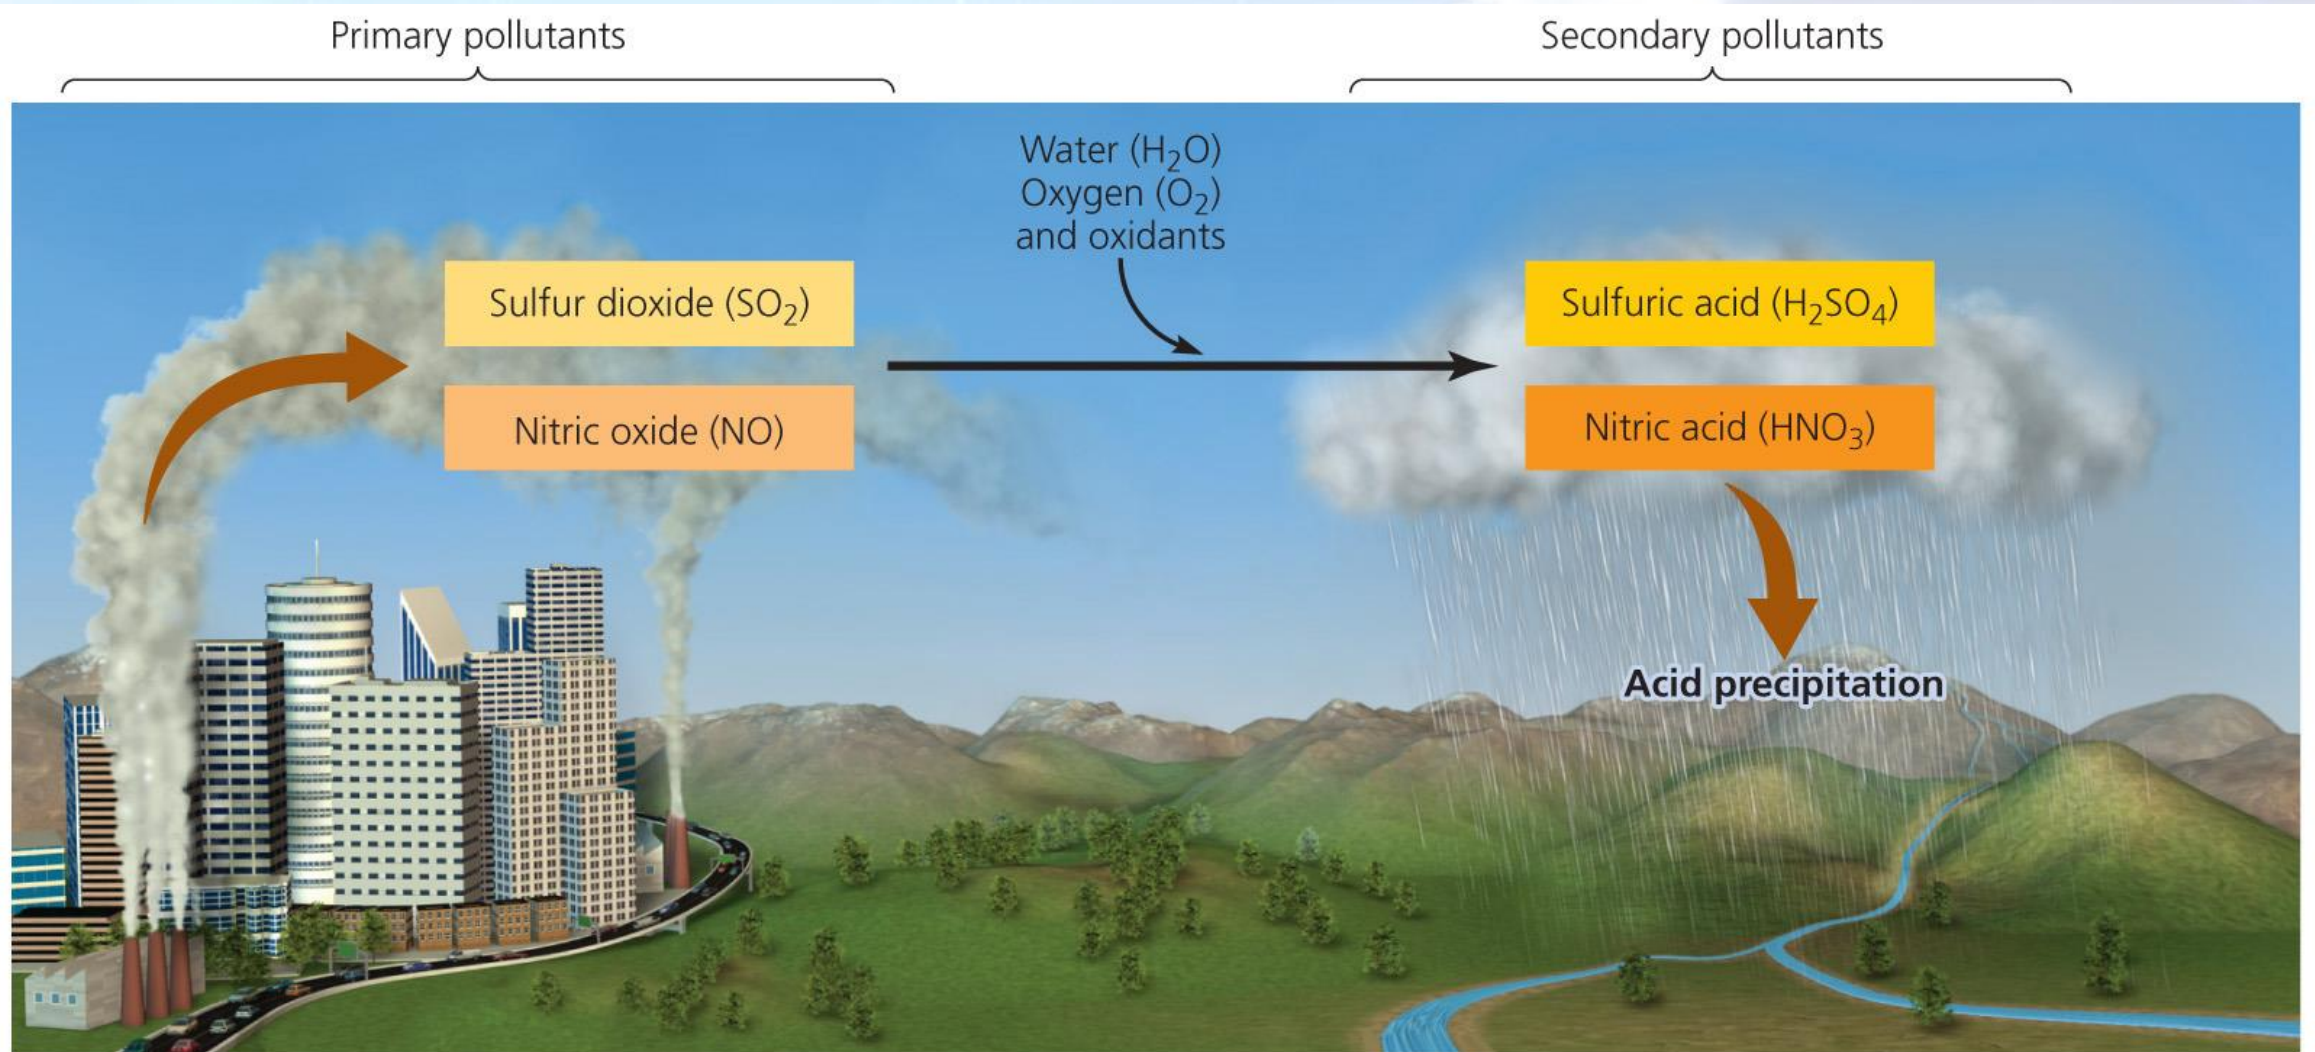 Primary pollutants
Secondary pollutants
Water (H₂O)
Oxygen (O₂)
and oxidants
Sulfur dioxide (SO₂)
Nitric oxide (NO)
Sulfuric acid (H₂SO₄)
Nitric acid (HNO₃)
Acid precipitation